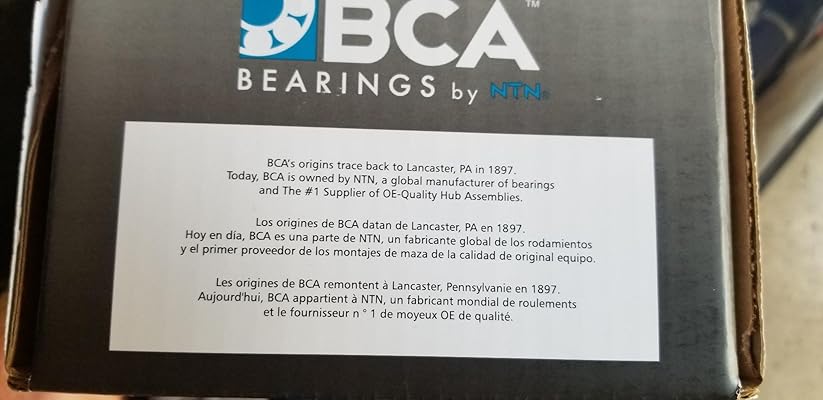 BCA™
BEARINGS by NTN®
BCA's origins trace back to Lancaster, PA in 1897.
Today, BCA is owned by NTN, a global manufacturer of bearings
and The #1 Supplier of OE-Quality Hub Assemblies.
Los origines de BCA datan de Lancaster, PA en 1897.
Hoy en día, BCA es una parte de NTN, un fabricante global de los rodamientos
y el primer proveedor de los montajes de maza de la calidad de original equipo.
Les origines de BCA remontent à Lancaster, Pennsylvanie en 1897.
Aujourd'hui, BCA appartient à NTN, un fabricant mondial de roulements
et le fournisseur n ° 1 de moyeux OE de qualité.